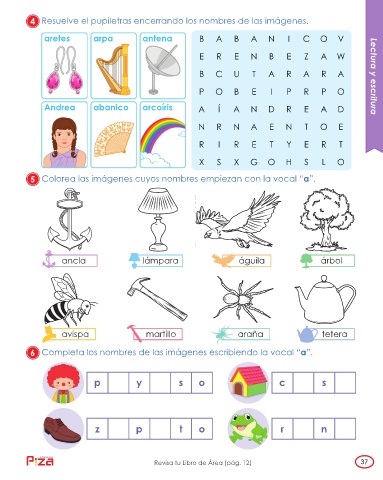 4 Resuelve el pupiletras encerrando los nombres de las imágenes.
aretes arpa antena
Andrea abanico arcoíris
B A B A N I C O V
E R E N B E Z A W
B C U T A R A R A
P O B E I P R P O
A Í A N D R E A D
N R N A E N T O E
R I R E T Y E R T
X S X G O H S L O
Lectura y escritura
5 Colorea las imágenes cuyos nombres empiezan con la vocal "a".
ancla lámpara águila árbol
avispa martillo araña tetera
6 Completa los nombres de las imágenes escribiendo la vocal "a".
p y s o
c s
z p t o
r n
Piza
Revisa tu Libro de Área (pág. 12)
37